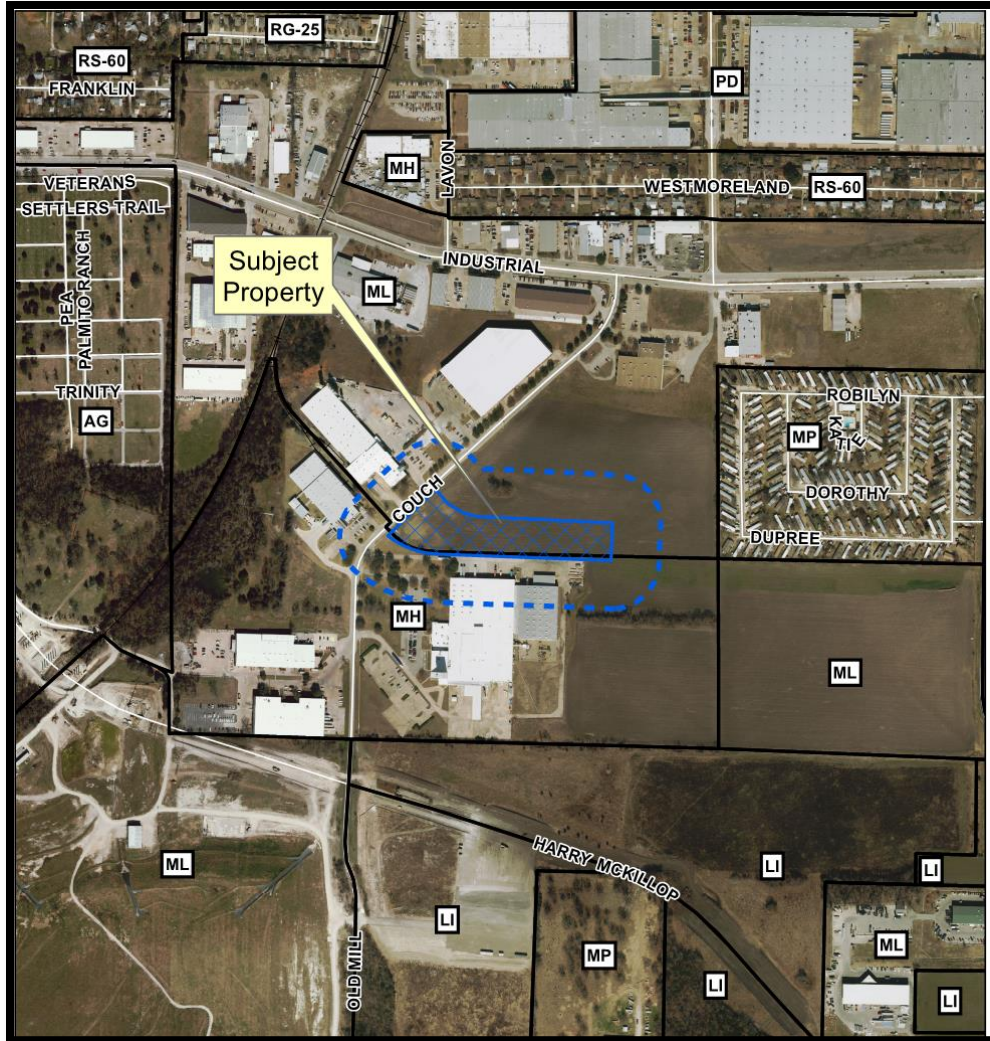 RG-25
RS-60
FRANKLIN
PD
MH
LAVON
WESTMORELAND
RS-60
VETERANS
SETTLERS TRAIL
PEA
PALMITO RANCH
Subject
Property
INDUSTRIAL
ML
TRINITY
AG
ROBILYN
MP
KATIE
DOROTHY
DUPREE
COUCH
MH
ML
HARRY MCKILLOP
ML
LI
LI
LI
OLD MILL
MP
LI
ML
LI